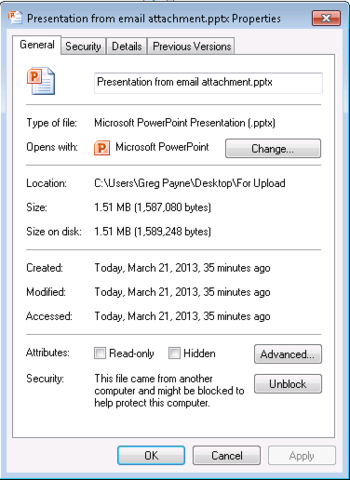 Presentation from email attachment.pptx Properties
General Security Details Previous Versions
Presentation from email attachment.pptx
Type of file: Microsoft PowerPoint Presentation (.pptx)
Opens with: Microsoft PowerPoint Change...
Location: C:\Users\Greg Payne\Desktop\For Upload
Size: 1.51 MB (1,587,080 bytes)
Size on disk: 1.51 MB (1,589,248 bytes)
Created: Today, March 21, 2013, 35 minutes ago
Modified: Today, March 21, 2013, 35 minutes ago
Accessed: Today, March 21, 2013, 35 minutes ago
Attributes: Read-only Hidden Advanced...
Security: This file came from another
computer and might be blocked to
help protect this computer.
Unblock
OK Cancel Apply